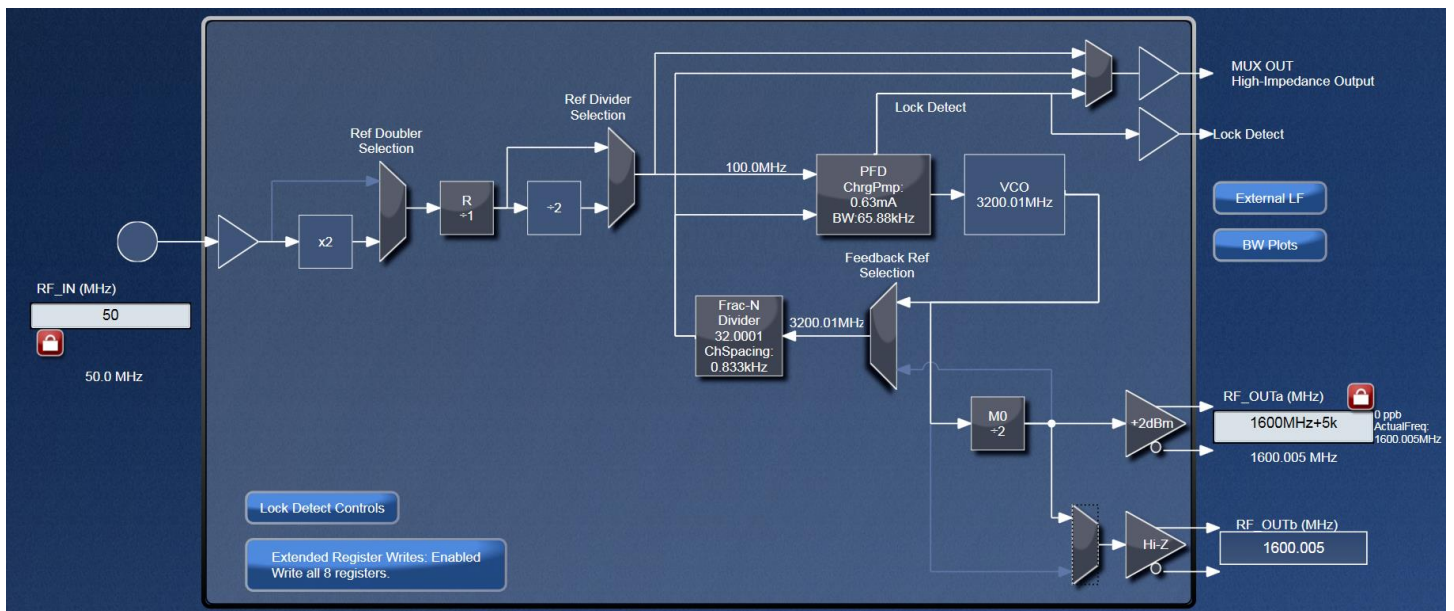 MUX OUT
High-Impedance Output
Ref Divider
Selection
Lock Detect
Lock Detect
Ref Doubler
Selection
100.0MHz
PFD
ChrgPmp:
0.63mA
BW:65.88kHz
VCO
3200.01MHz
R
÷1
÷2
x2
External LF
BW Plots
RF_IN (MHz)
50
50.0 MHz
Feedback Ref
Selection
Frac-N
Divider
32.0001
ChSpacing:
0.833kHz
3200.01MHz
M0
÷2
+2dBm
RF_OUTa (MHz)
1600MHz+5k
0 ppb
ActualFreq:
1600.005MHz
1600.005 MHz
Lock Detect Controls
Extended Register Writes: Enabled
Write all 8 registers.
Hi-Z
RF_OUTb (MHz)
1600.005